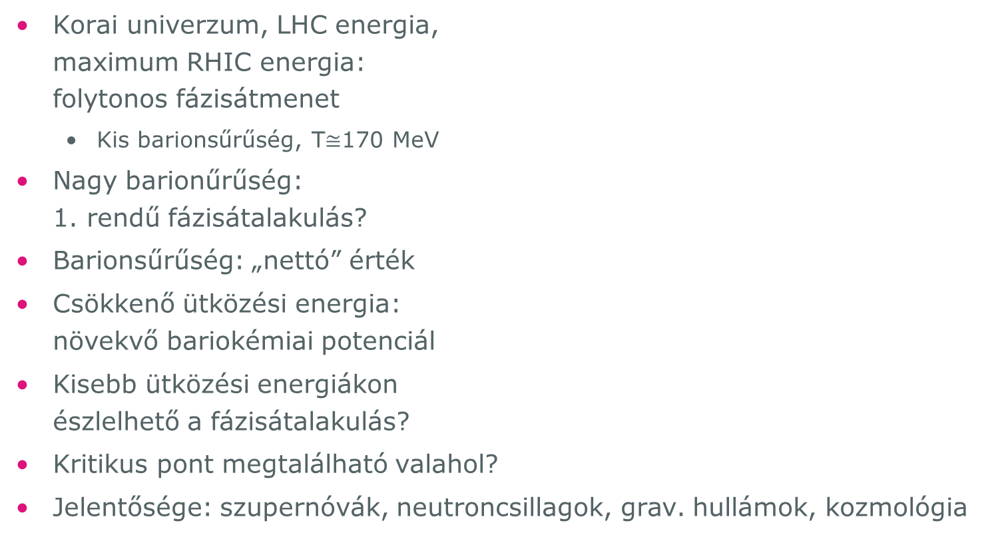 • Korai univerzum, LHC energia,
maximum RHIC energia:
folytonos fázisátmenet
• Kis barionsűrűség, T≅170 MeV
• Nagy barionűrűség:
1. rendű fázisátalakulás?
• Barionsűrűség: „nettó” érték
• Csökkenő ütközési energia:
növekvő bariokémiai potenciál
• Kisebb ütközési energiákon
észlelhető a fázisátalakulás?
• Kritikus pont megtalálható valahol?
• Jelentősége: szupernóvák, neutroncsillagok, grav. hullámok, kozmológia